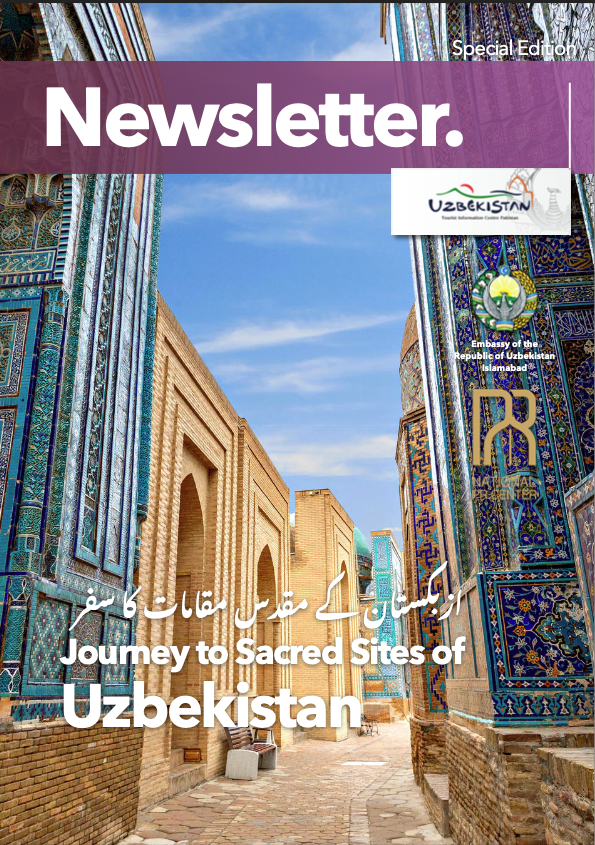 Special Edition
Newsletter.
UZBEKISTAN
Tourist Information Centre Pakistan
Embassy of the
Republic of Uzbekistan
Islamabad
NATIONAL
PR CENTER
ازبکستان کے مقدس مقامات کا سفر
Journey to Sacred Sites of
Uzbekistan